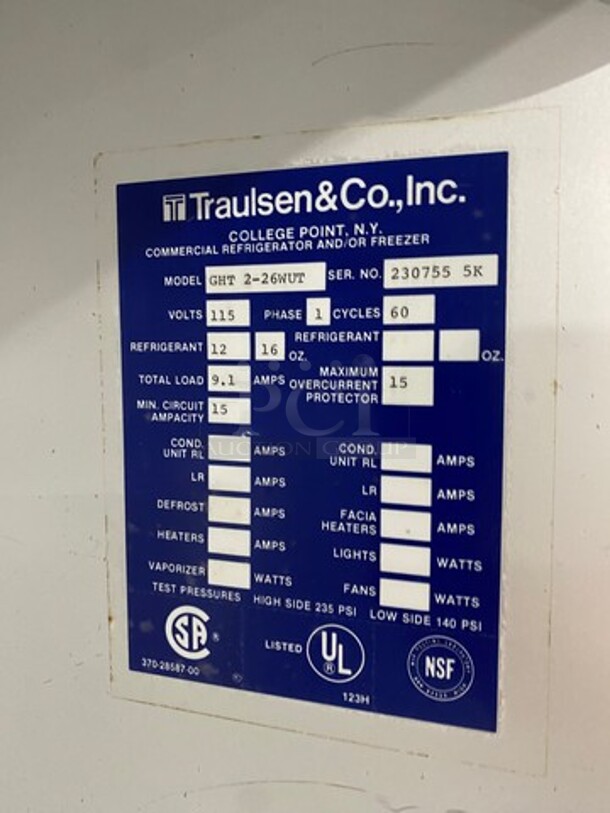 Traulsen&Co.,Inc.
COLLEGE POINT, N.Y.
COMMERCIAL REFRIGERATOR AND/OR FREEZER
MODEL GHT 2-26WUT SER. NO. 230755 5K
VOLTS 115 PHASE 1 CYCLES 60
REFRIGERANT 12 16 OZ. REFRIGERANT OZ.
TOTAL LOAD 9.1 AMPS MAXIMUM OVERCURRENT PROTECTOR 15
MIN. CIRCUIT AMPACITY 15
PCI
AUCTION GROUP
COND. UNIT RL AMPS COND. UNIT RL AMPS
LR AMPS LR AMPS
DEFROST AMPS FACIA HEATERS AMPS
HEATERS AMPS LIGHTS WATTS
VAPORIZER WATTS FANS WATTS
TEST PRESSURES HIGH SIDE 235 PSI LOW SIDE 140 PSI
SA ®
370-28587-00
LISTED UL ®
123H
NSF